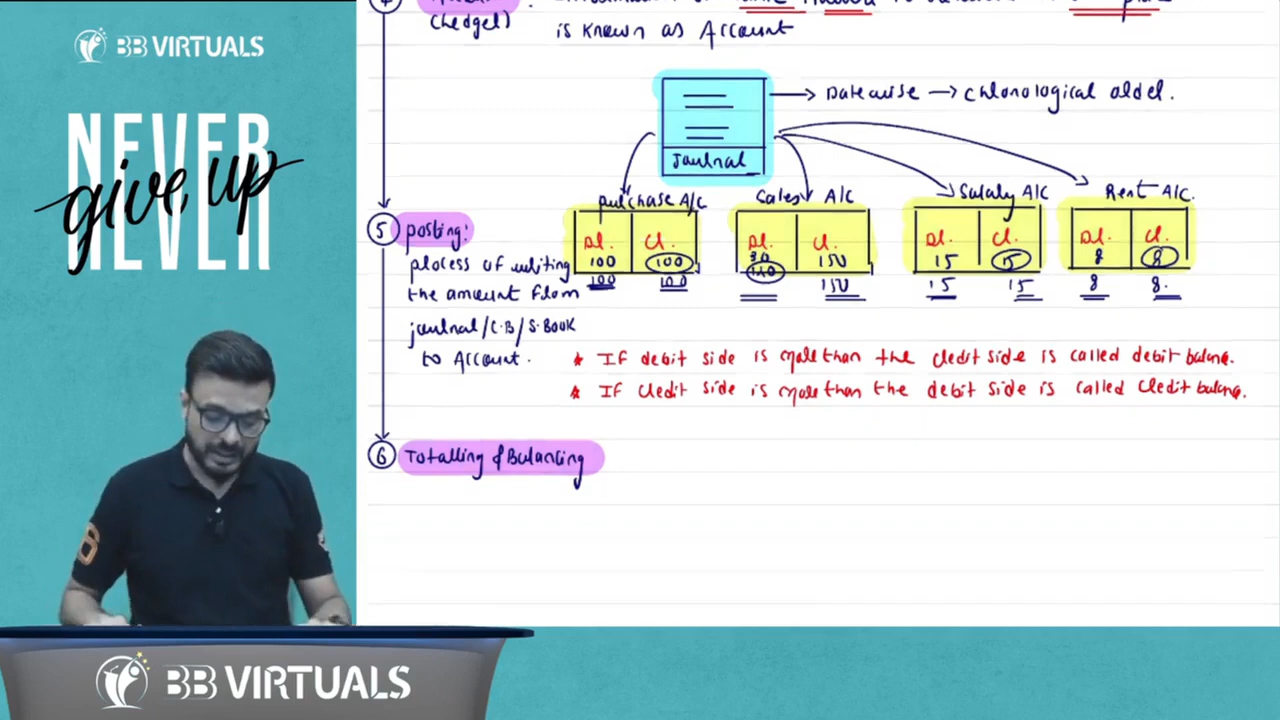 BB VIRTUALS
NEVER
give up
NEVER
4
(Ledger)
is known as Account
Datewise → Chronological order.
Journal
Purchase A/C
Sales A/C
Salary A/C
Rent A/C.
5 posting:
process of writing
the amount from
journal/C.B/S.Book
to Account.
Dr. Cr.
100 100
100 100
Dr. Cr.
30 150
120
150
Dr. Cr.
15 15
15 15
Dr. Cr.
8 8
8 8.
* If debit side is more than the credit side is called debit balance.
* If credit side is more than the debit side is called credit balance.
6 Totalling & Balancing
BB VIRTUALS